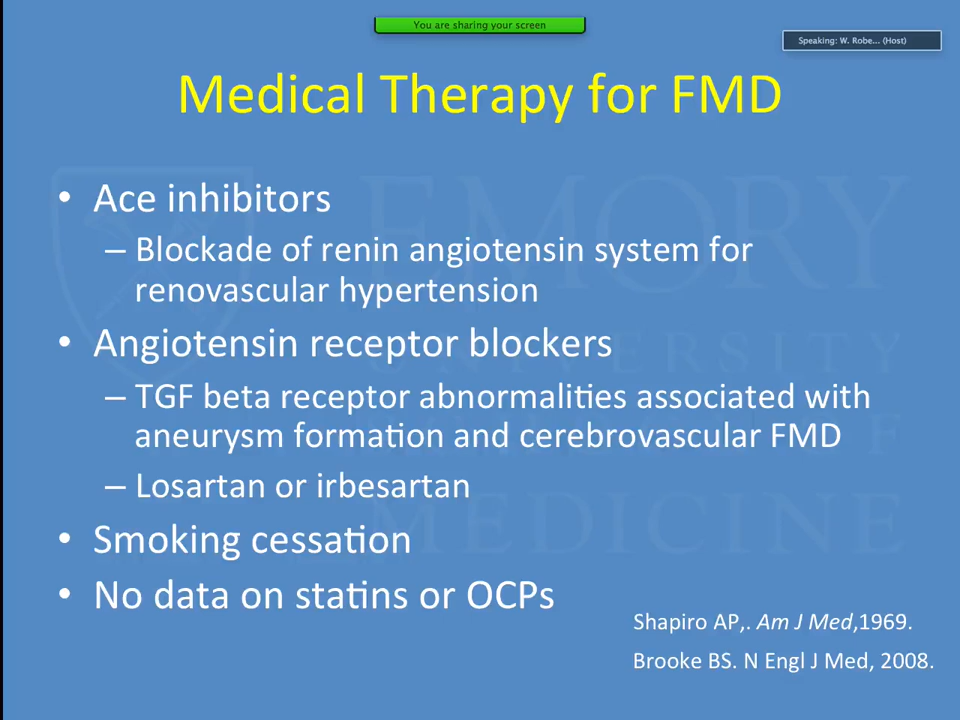 You are sharing your screen
Speaking: W. Robe... (Host)
Medical Therapy for FMD
• Ace inhibitors
– Blockade of renin angiotensin system for
renovascular hypertension
• Angiotensin receptor blockers
– TGF beta receptor abnormalities associated with
aneurysm formation and cerebrovascular FMD
– Losartan or irbesartan
• Smoking cessation
• No data on statins or OCPs
Shapiro AP,. Am J Med,1969.
Brooke BS. N Engl J Med, 2008.
EMORY
UNIVERSITY
SCHOOL OF
MEDICINE